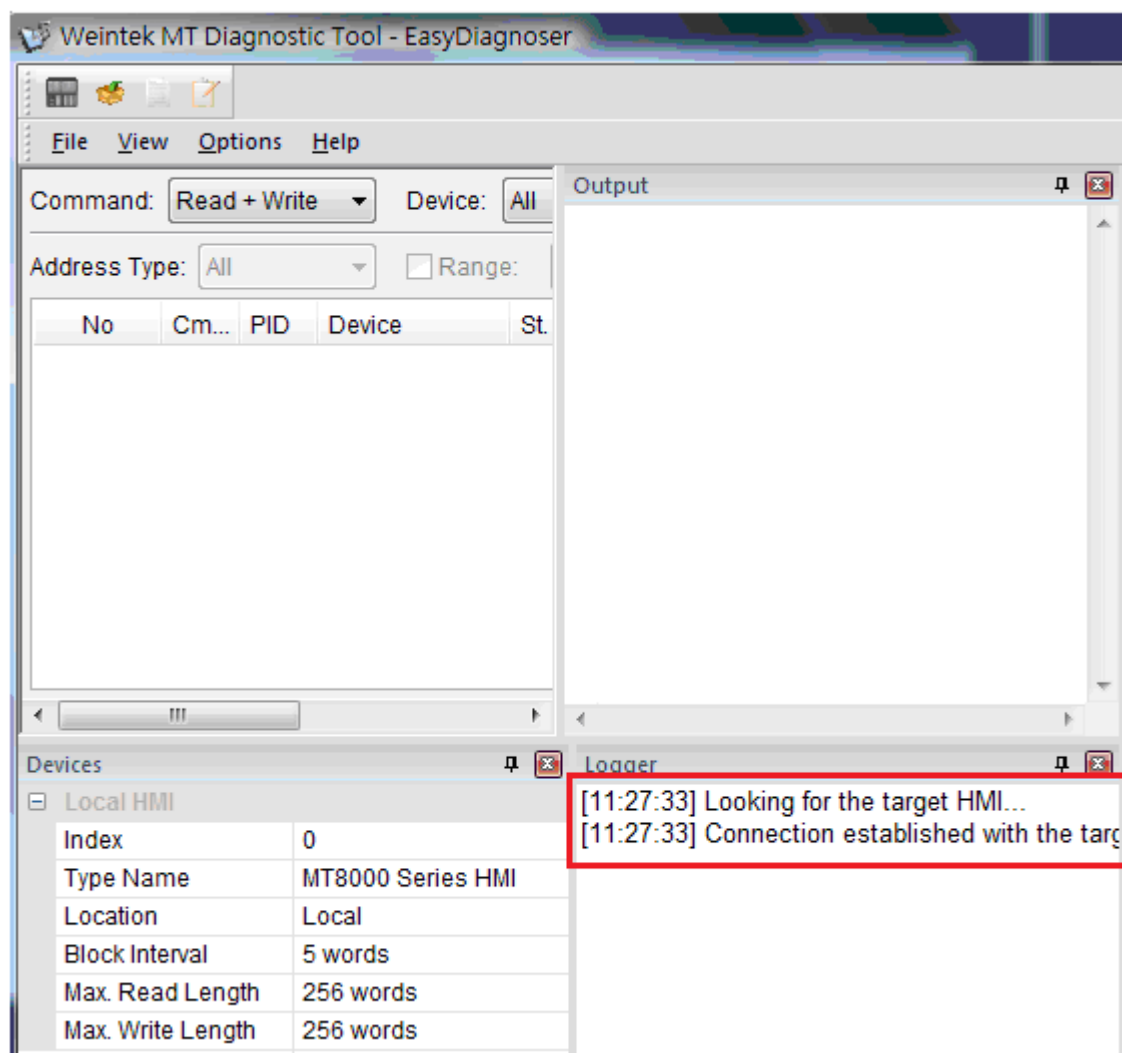 Weintek MT Diagnostic Tool - EasyDiagnoser
File View Options Help
Command: Read + Write Device: All
Address Type: All Range:
No Cm... PID Device St.
Output
Devices
Local HMI
Index 0
Type Name MT8000 Series HMI
Location Local
Block Interval 5 words
Max. Read Length 256 words
Max. Write Length 256 words
Logger
[11:27:33] Looking for the target HMI...
[11:27:33] Connection established with the targ